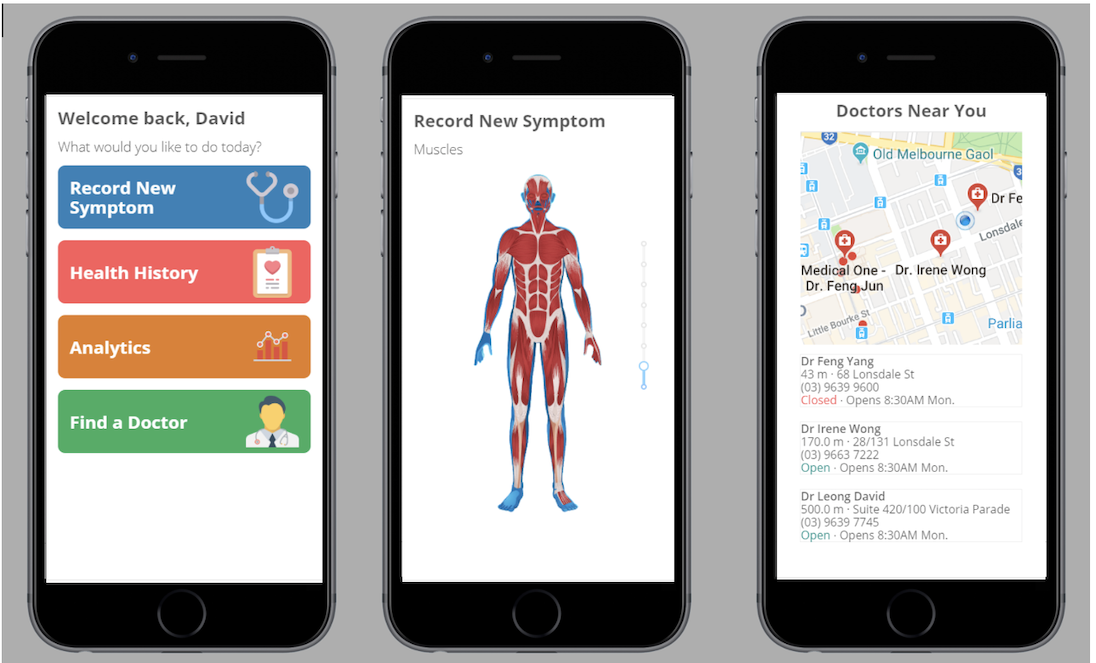 Welcome back, David
What would you like to do today?
Record New
Symptom
Health History
Analytics
Find a Doctor
Record New Symptom
Muscles
Doctors Near You
32
Old Melbourne Gaol
3
Dr Fe
Lonsdale
Medical One -
Dr. Feng Jun
Dr. Irene Wong
Little Bourke St
Parlia
Dr Feng Yang
43 m · 68 Lonsdale St
(03) 9639 9600
Closed · Opens 8:30AM Mon.
Dr Irene Wong
170.0 m · 28/131 Lonsdale St
(03) 9663 7222
Open · Opens 8:30AM Mon.
Dr Leong David
500.0 m · Suite 420/100 Victoria Parade
(03) 9639 7745
Open · Opens 8:30AM Mon.